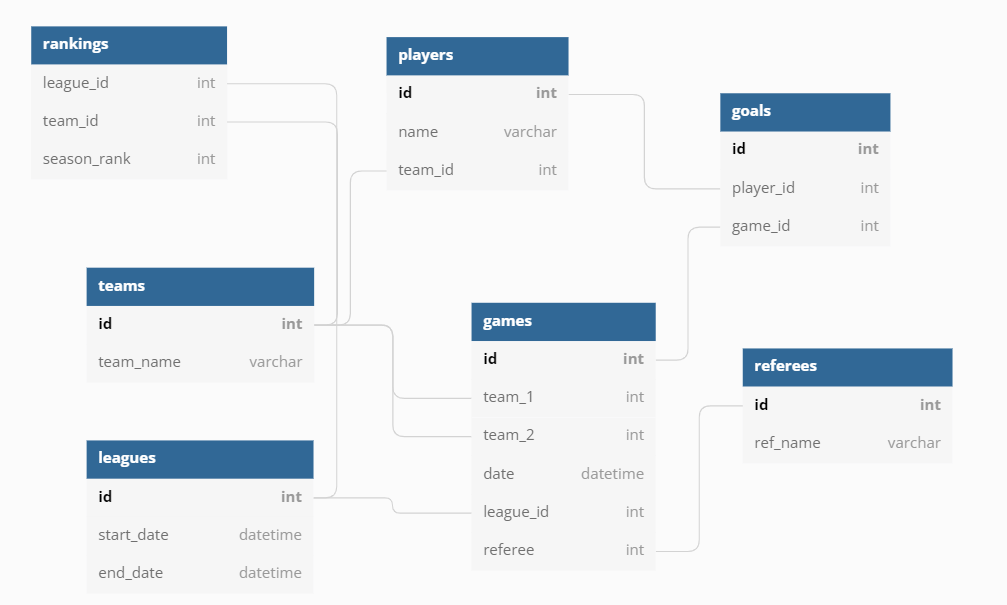 rankings
league_id int
team_id int
season_rank int
players
id int
name varchar
team_id int
goals
id int
player_id int
game_id int
teams
id int
team_name varchar
games
id int
team_1 int
team_2 int
date datetime
league_id int
referee int
referees
id int
ref_name varchar
leagues
id int
start_date datetime
end_date datetime